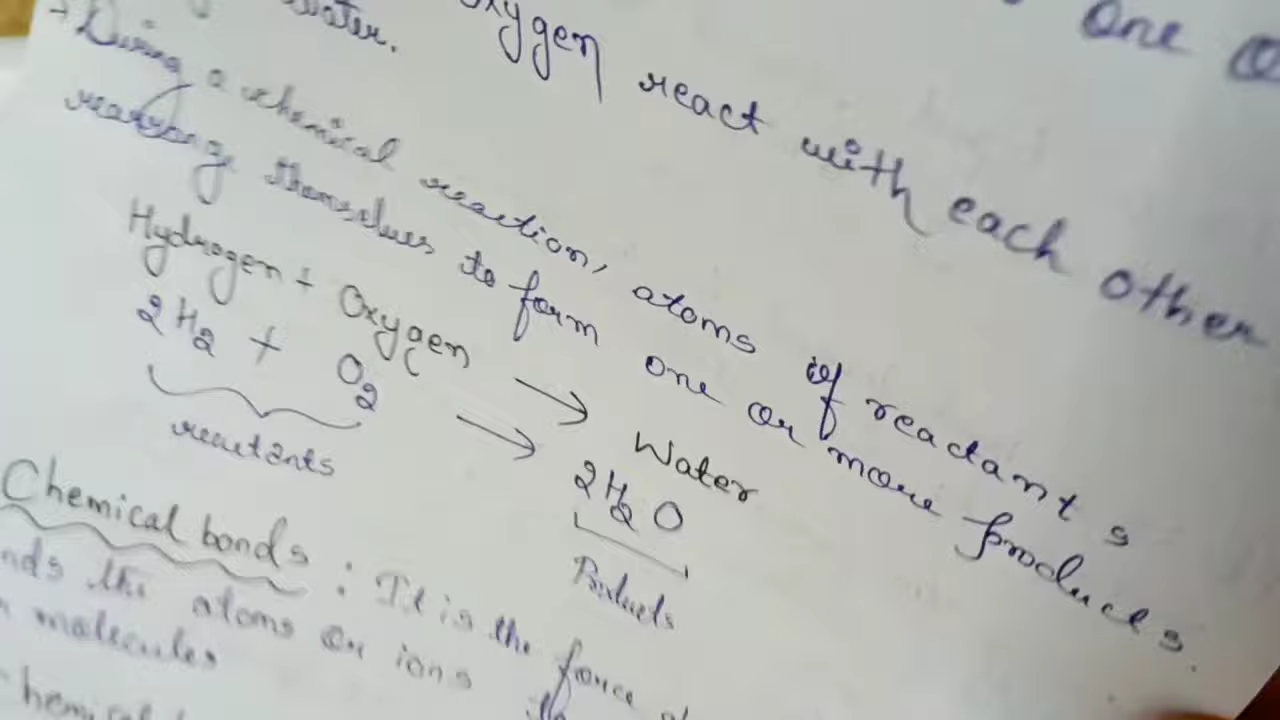 one
oxygen react with each other
water.
→ During a chemical reaction, atoms of reactants
rearrange themselves to form one or more products.
Hydrogen + Oxygen → Water
2H2 + O2 → 2H2O
reactants Products
Chemical bonds : It is the force
the atoms or ions
molecules